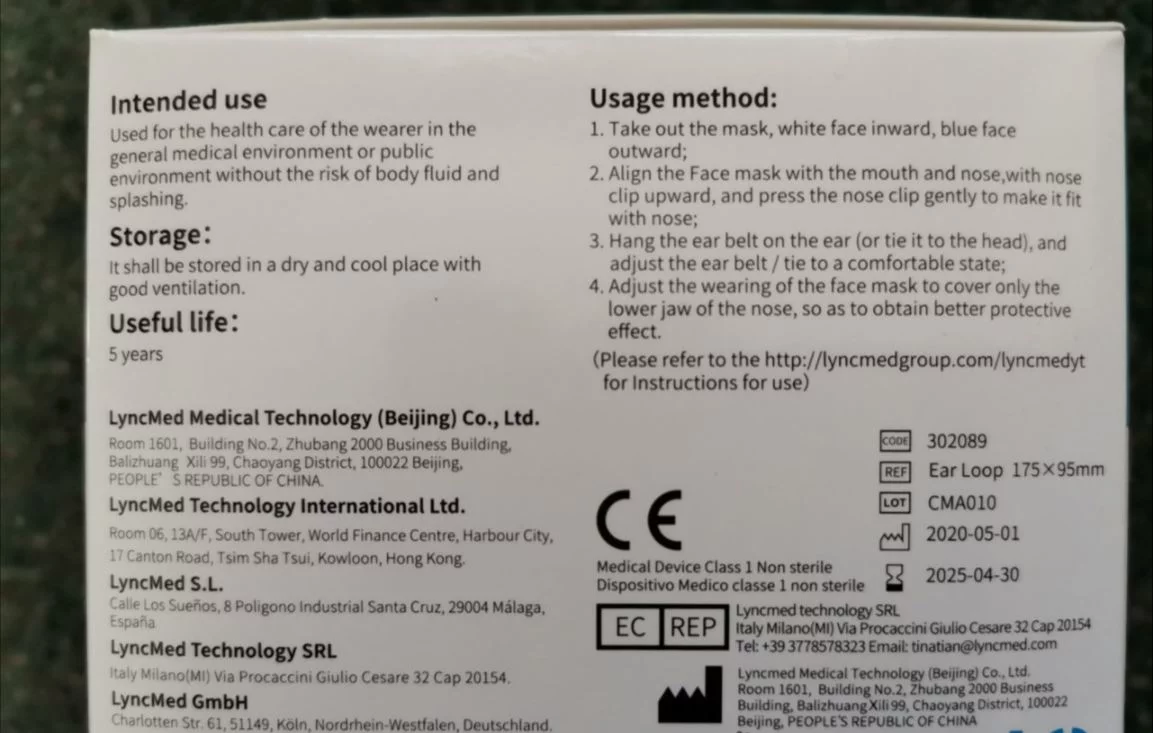 Intended use
Used for the health care of the wearer in the
general medical environment or public
environment without the risk of body fluid and
splashing.
Storage:
It shall be stored in a dry and cool place with
good ventilation.
Useful life:
5 years
LyncMed Medical Technology (Beijing) Co., Ltd.
Room 1601, Building No.2, Zhubang 2000 Business Building,
Balizhuang Xili 99, Chaoyang District, 100022 Beijing,
PEOPLE' S REPUBLIC OF CHINA.
LyncMed Technology International Ltd.
Room 06, 13A/F, South Tower, World Finance Centre, Harbour City,
17 Canton Road, Tsim Sha Tsui, Kowloon, Hong Kong.
LyncMed S.L.
Calle Los Sueños, 8 Poligono Industrial Santa Cruz, 29004 Málaga,
España
LyncMed Technology SRL
Italy Milano(MI) Via Procaccini Giulio Cesare 32 Cap 20154.
LyncMed GmbH
Charlotten Str. 61, 51149, Köln, Nordrhein-Westfalen, Deutschland.
Usage method:
1. Take out the mask, white face inward, blue face
outward;
2. Align the Face mask with the mouth and nose,with nose
clip upward, and press the nose clip gently to make it fit
with nose;
3. Hang the ear belt on the ear (or tie it to the head), and
adjust the ear belt / tie to a comfortable state;
4. Adjust the wearing of the face mask to cover only the
lower jaw of the nose, so as to obtain better protective
effect.
(Please refer to the http://lyncmedgroup.com/lyncmedyt
for Instructions for use)
CODE 302089
REF Ear Loop 175×95mm
LOT CMA010
2020-05-01
2025-04-30
CE
Medical Device Class 1 Non sterile
Dispositivo Medico classe 1 non sterile
EC REP
Lyncmed technology SRL
Italy Milano(MI) Via Procaccini Giulio Cesare 32 Cap 20154
Tel: +39 3778578323 Email: tinatian@lyncmed.com
Lyncmed Medical Technology (Beijing) Co., Ltd.
Room 1601, Building No.2, Zhubang 2000 Business
Building, Balizhuang Xili 99, Chaoyang District, 100022
Beijing, PEOPLE'S REPUBLIC OF CHINA